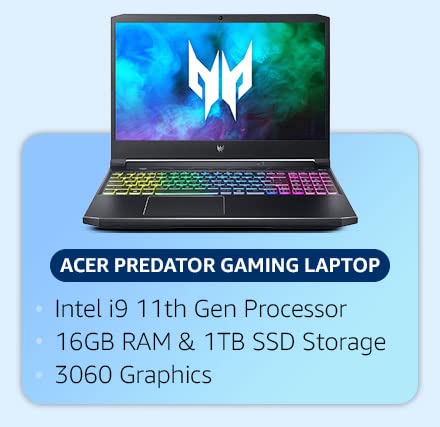 ACER PREDATOR GAMING LAPTOP
Intel i9 11th Gen Processor
16GB RAM & 1TB SSD Storage
3060 Graphics